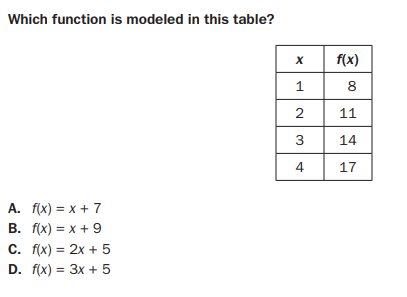 Which function is modeled in this table?
x f(x)
1 8
2 11
3 14
4 17
A. f(x) = x + 7
B. f(x) = x + 9
C. f(x) = 2x + 5
D. f(x) = 3x + 5